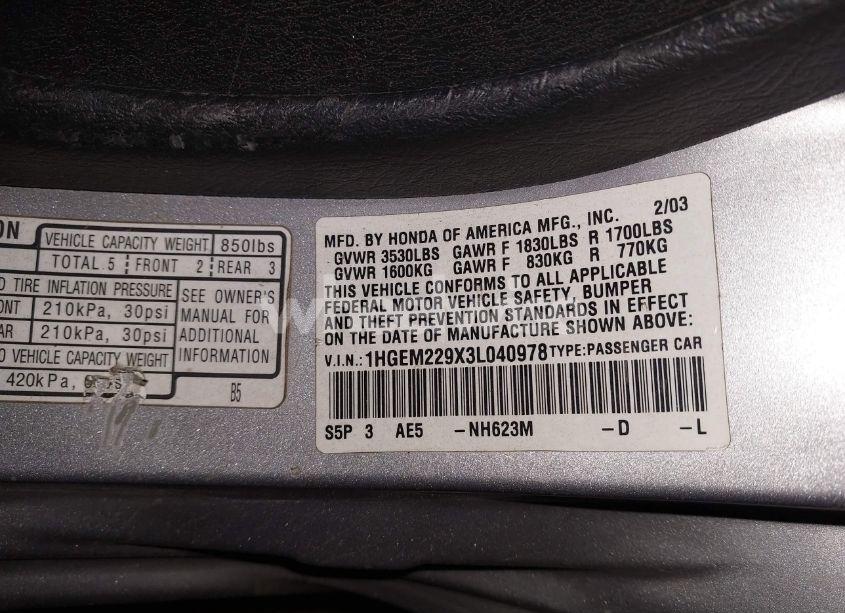 ON
VEHICLE CAPACITY WEIGHT 850lbs
TOTAL 5 FRONT 2 REAR 3
D TIRE INFLATION PRESSURE
ONT 210kPa, 30psi
AR 210kPa, 30psi
SEE OWNER'S
MANUAL FOR
ADDITIONAL
INFORMATION
D VEHICLE CAPACITY WEIGHT
420kPa,
B5
MFD. BY HONDA OF AMERICA MFG., INC. 2/03
GVWR 3530LBS GAWR F 1830LBS R 1700LBS
GVWR 1600KG GAWR F 830KG R 770KG
THIS VEHICLE CONFORMS TO ALL APPLICABLE
FEDERAL MOTOR VEHICLE SAFETY, BUMPER
AND THEFT PREVENTION STANDARDS IN EFFECT
ON THE DATE OF MANUFACTURE SHOWN ABOVE:
V.I.N.: 1HGEM229X3L040978 TYPE: PASSENGER CAR
S5P 3 AE5 -NH623M -D -L